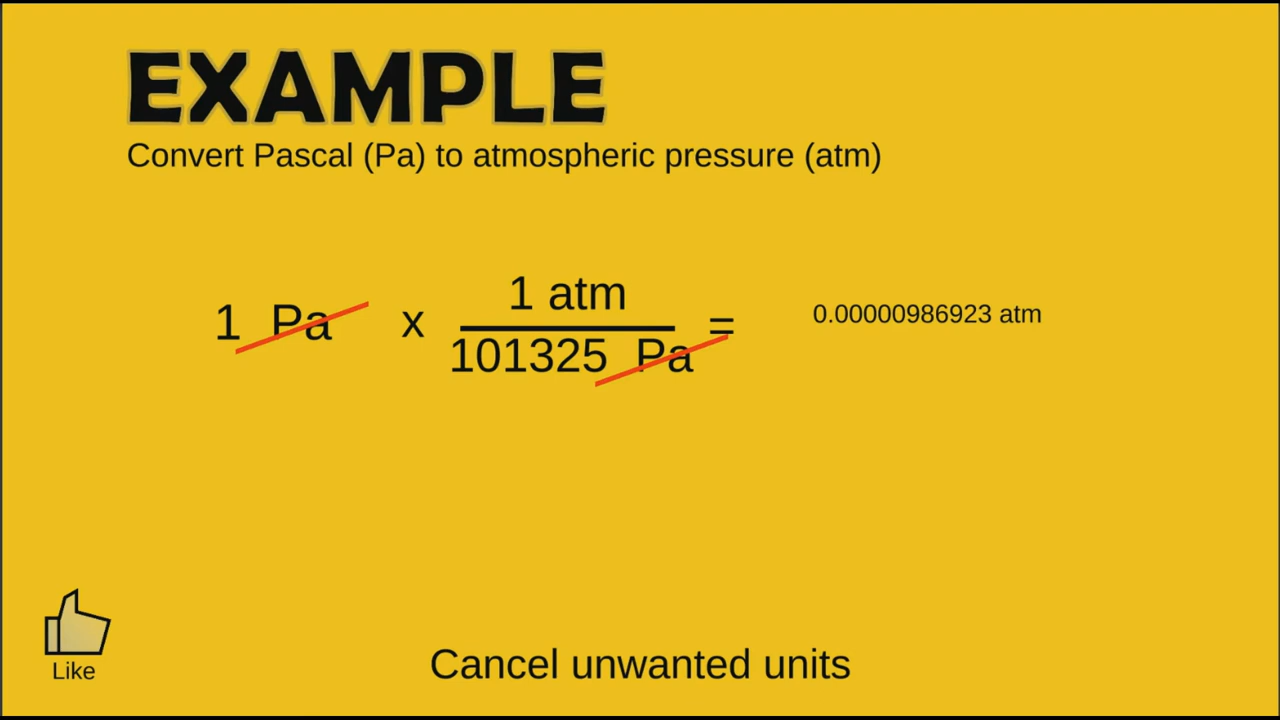 EXAMPLE
Convert Pascal (Pa) to atmospheric pressure (atm)
1 Pa x 1 atm / 101325 Pa = 0.00000986923 atm
Like
Cancel unwanted units